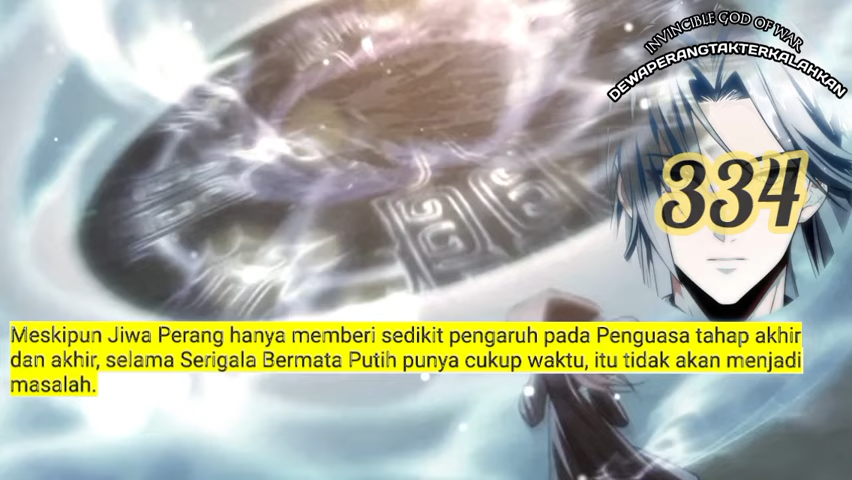 INVINCIBLE GOD OF WAR
DEWAPERANGTAKTERKALAHKAN
334
Meskipun Jiwa Perang hanya memberi sedikit pengaruh pada Penguasa tahap akhir
dan akhir, selama Serigala Bermata Putih punya cukup waktu, itu tidak akan menjadi
masalah.